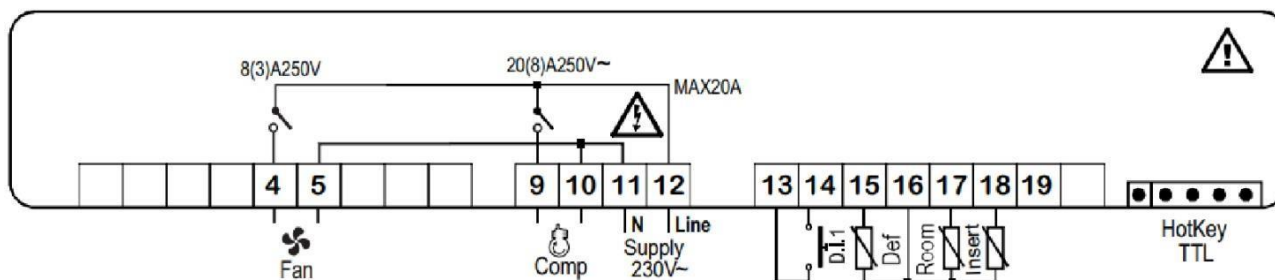 8(3)A250V
20(8)A250V~
MAX20A
4 5 9 10 11 12 13 14 15 16 17 18 19
N Line
Fan
Comp
Supply
230V~
D.I.1
Def
Room
Insert
HotKey
TTL